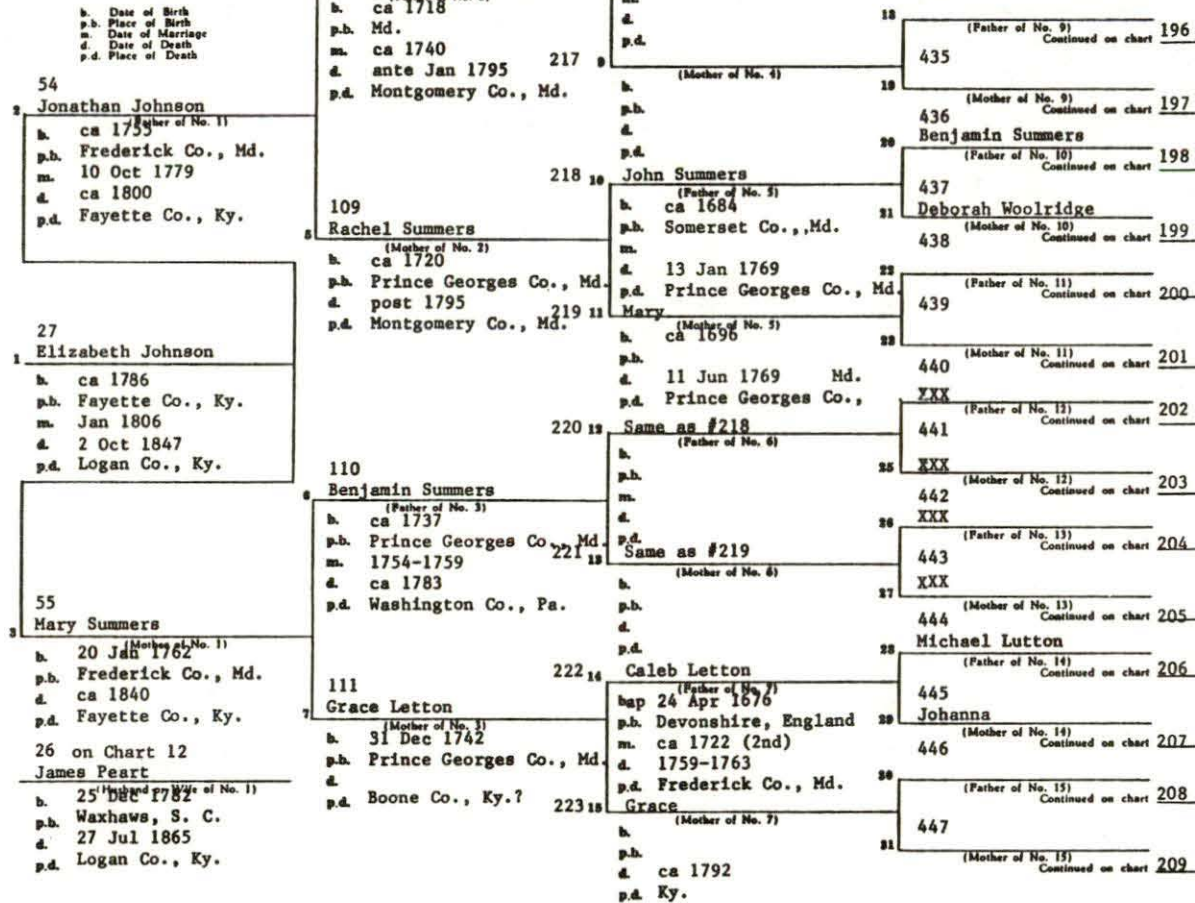 b. Date of Birth
p.b. Place of Birth
m. Date of Marriage
d. Date of Death
p.d. Place of Death
54
2 Jonathan Johnson
(Father of No. 1)
b. ca 1755
p.b. Frederick Co., Md.
m. 10 Oct 1779
d. ca 1800
p.d. Fayette Co., Ky.
27
1 Elizabeth Johnson
b. ca 1786
p.b. Fayette Co., Ky.
m. Jan 1806
d. 2 Oct 1847
p.d. Logan Co., Ky.
55
3 Mary Summers
(Mother of No. 1)
b. 20 Jan 1762
p.b. Frederick Co., Md.
d. ca 1840
p.d. Fayette Co., Ky.
26 on Chart 12
James Peart
(Husband or Wife of No. 1)
b. 25 Dec 1782
p.b. Waxhaws, S. C.
d. 27 Jul 1865
p.d. Logan Co., Ky.
b. ca 1718
p.b. Md.
m. ca 1740
d. ante Jan 1795
p.d. Montgomery Co., Md.
109
5 Rachel Summers
(Mother of No. 2)
b. ca 1720
p.b. Prince Georges Co., Md.
d. post 1795
p.d. Montgomery Co., Md.
110
6 Benjamin Summers
(Father of No. 3)
b. ca 1737
p.b. Prince Georges Co., Md.
m. 1754-1759
d. ca 1783
p.d. Washington Co., Pa.
111
7 Grace Letton
(Mother of No. 3)
b. 31 Dec 1742
p.b. Prince Georges Co., Md.
d.
p.d. Boone Co., Ky.?
d.
p.d.
217 9
(Mother of No. 4)
b.
p.b.
d.
p.d.
218 10 John Summers
(Father of No. 5)
b. ca 1684
p.b. Somerset Co.,,Md.
m.
d. 13 Jan 1769
p.d. Prince Georges Co., Md.
219 11 Mary
(Mother of No. 5)
b. ca 1696
p.b.
d. 11 Jun 1769 Md.
p.d. Prince Georges Co.,
220 12 Same as #218
(Father of No. 6)
b.
p.b.
m.
d.
p.d.
221 13 Same as #219
(Mother of No. 6)
b.
p.b.
d.
p.d.
222 14 Caleb Letton
(Father of No. 7)
bap 24 Apr 1676
p.b. Devonshire, England
m. ca 1722 (2nd)
d. 1759-1763
p.d. Frederick Co., Md.
223 15 Grace
(Mother of No. 7)
b.
p.b.
d. ca 1792
p.d. Ky.
18
(Father of No. 9)
Continued on chart 196
435
19
(Mother of No. 9)
Continued on chart 197
436
20 Benjamin Summers
(Father of No. 10)
Continued on chart 198
437
21 Deborah Woolridge
(Mother of No. 10)
Continued on chart 199
438
22
(Father of No. 11)
Continued on chart 200
439
23
(Mother of No. 11)
Continued on chart 201
440
XXX
(Father of No. 12)
Continued on chart 202
441
25 XXX
(Mother of No. 12)
Continued on chart 203
442
26 XXX
(Father of No. 13)
Continued on chart 204
443
27 XXX
(Mother of No. 13)
Continued on chart 205
444
28 Michael Lutton
(Father of No. 14)
Continued on chart 206
445
29 Johanna
(Mother of No. 14)
Continued on chart 207
446
30
(Father of No. 15)
Continued on chart 208
447
31
(Mother of No. 15)
Continued on chart 209